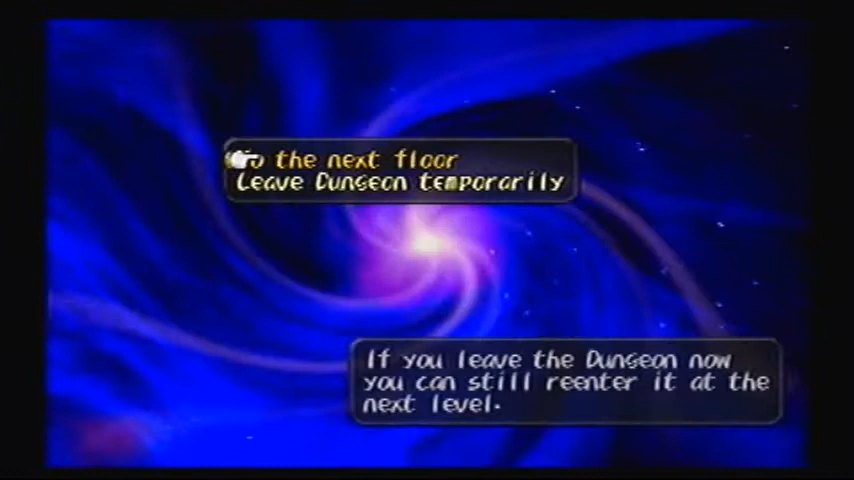 To the next floor
Leave Dungeon temporarily
If you leave the Dungeon now
you can still reenter it at the
next level.